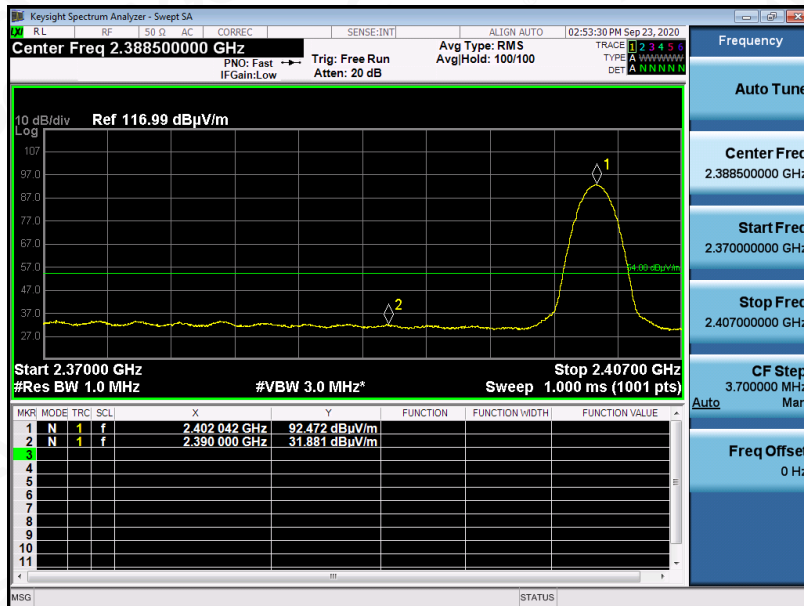 Keysight Spectrum Analyzer - Swept SA
LXI RL RF 50 Ω AC CORREC SENSE:INT ALIGN AUTO 02:53:30 PM Sep 23, 2020
Center Freq 2.388500000 GHz
PNO: Fast
IFGain:Low
Trig: Free Run
Atten: 20 dB
Avg Type: RMS
Avg|Hold: 100/100
TRACE 1 2 3 4 5 6
TYPE A WWWWW
DET A N N N N N
10 dB/div Ref 116.99 dBµV/m
Log
107
97.0
87.0
77.0
67.0
57.0
47.0
37.0
27.0
1
2
54.00 dBµV/m
Start 2.37000 GHz Stop 2.40700 GHz
#Res BW 1.0 MHz #VBW 3.0 MHz* Sweep 1.000 ms (1001 pts)
MKR MODE TRC SCL X Y FUNCTION FUNCTION WIDTH FUNCTION VALUE
1 N 1 f 2.402 042 GHz 92.472 dBµV/m
2 N 1 f 2.390 000 GHz 31.881 dBµV/m
3
4
5
6
7
8
9
10
11
MSG STATUS
Frequency
Auto Tune
Center Freq
2.388500000 GHz
Start Freq
2.370000000 GHz
Stop Freq
2.407000000 GHz
CF Step
3.700000 MHz
Auto Man
Freq Offset
0 Hz